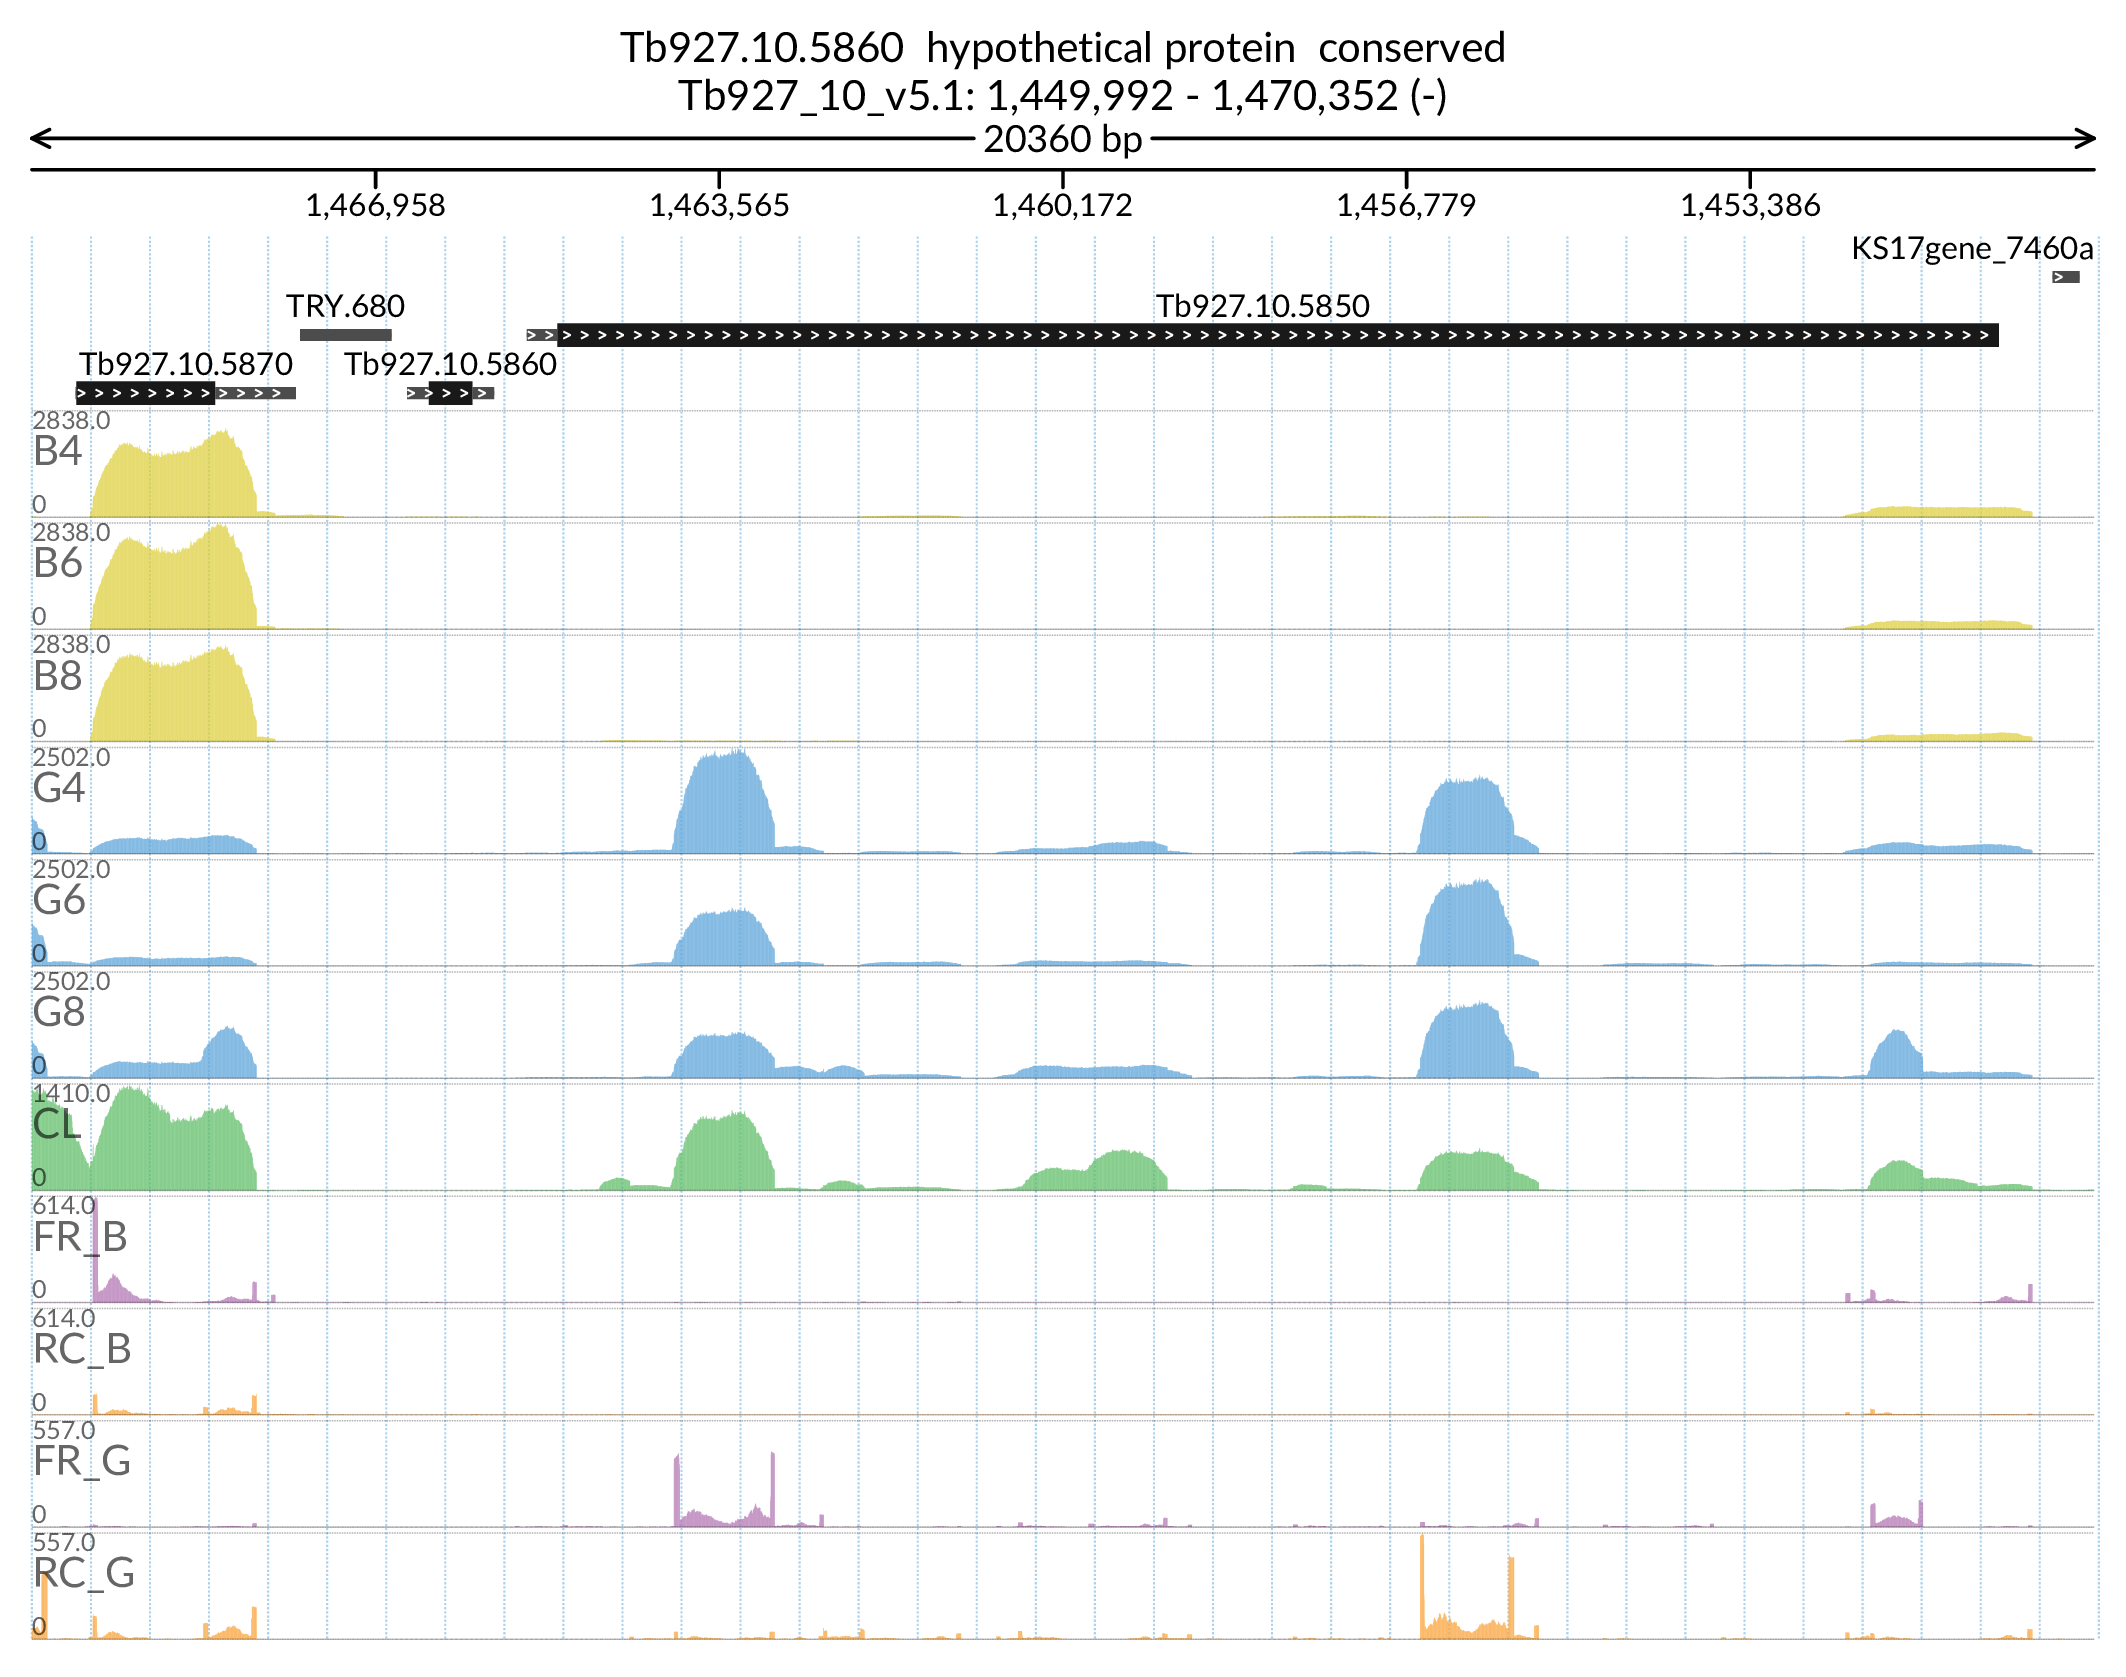 Tb927.10.5860  hypothetical protein  conserved
Tb927_10_v5.1: 1,449,992 - 1,470,352 (-)
20360 bp
1,466,958 1,463,565 1,460,172 1,456,779 1,453,386
KS17gene_7460a
TRY.680 Tb927.10.5850
Tb927.10.5870 Tb927.10.5860
2838.0
B4
0
2838.0
B6
0
2838.0
B8
0
2502.0
G4
0
2502.0
G6
0
2502.0
G8
0
1410.0
CL
0
614.0
FR_B
0
614.0
RC_B
0
557.0
FR_G
0
557.0
RC_G
0